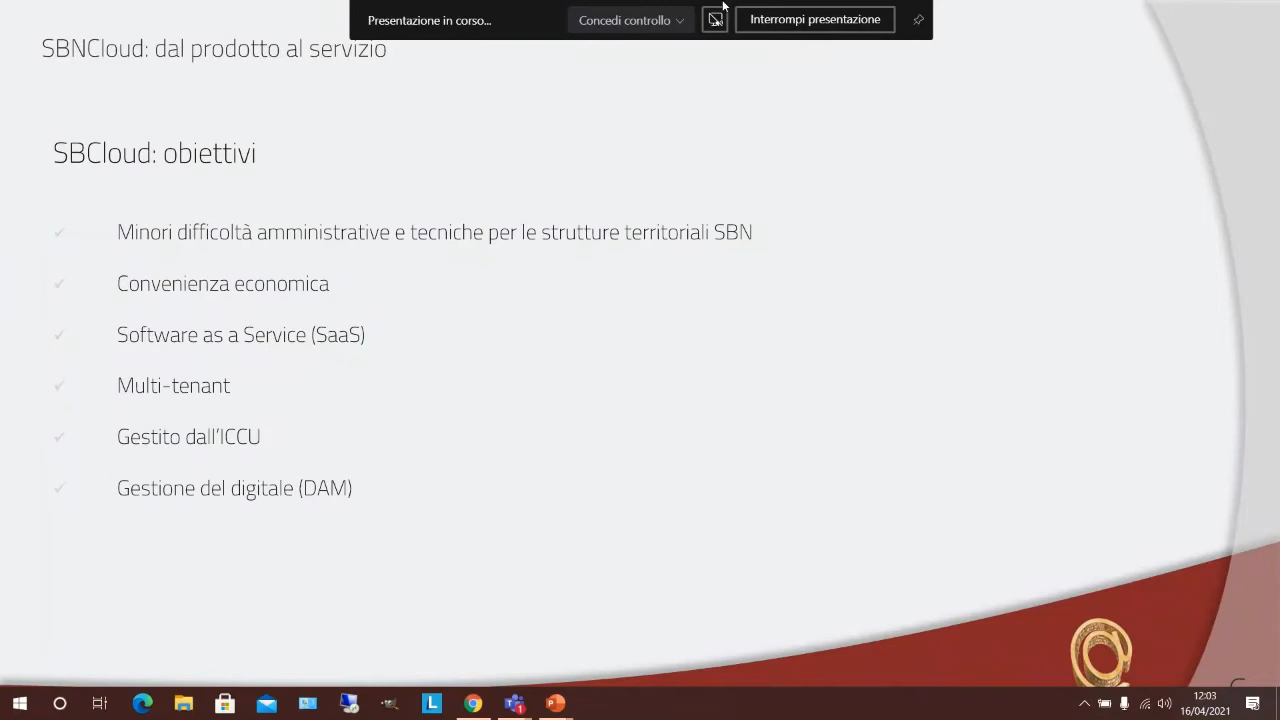 Presentazione in corso...
Concedi controllo
Interrompi presentazione
SBNCloud: dal prodotto al servizio
SBCloud: obiettivi
Minori difficoltà amministrative e tecniche per le strutture territoriali SBN
Convenienza economica
Software as a Service (SaaS)
Multi-tenant
Gestito dall'ICCU
Gestione del digitale (DAM)
L
1
P
12:03
16/04/2021